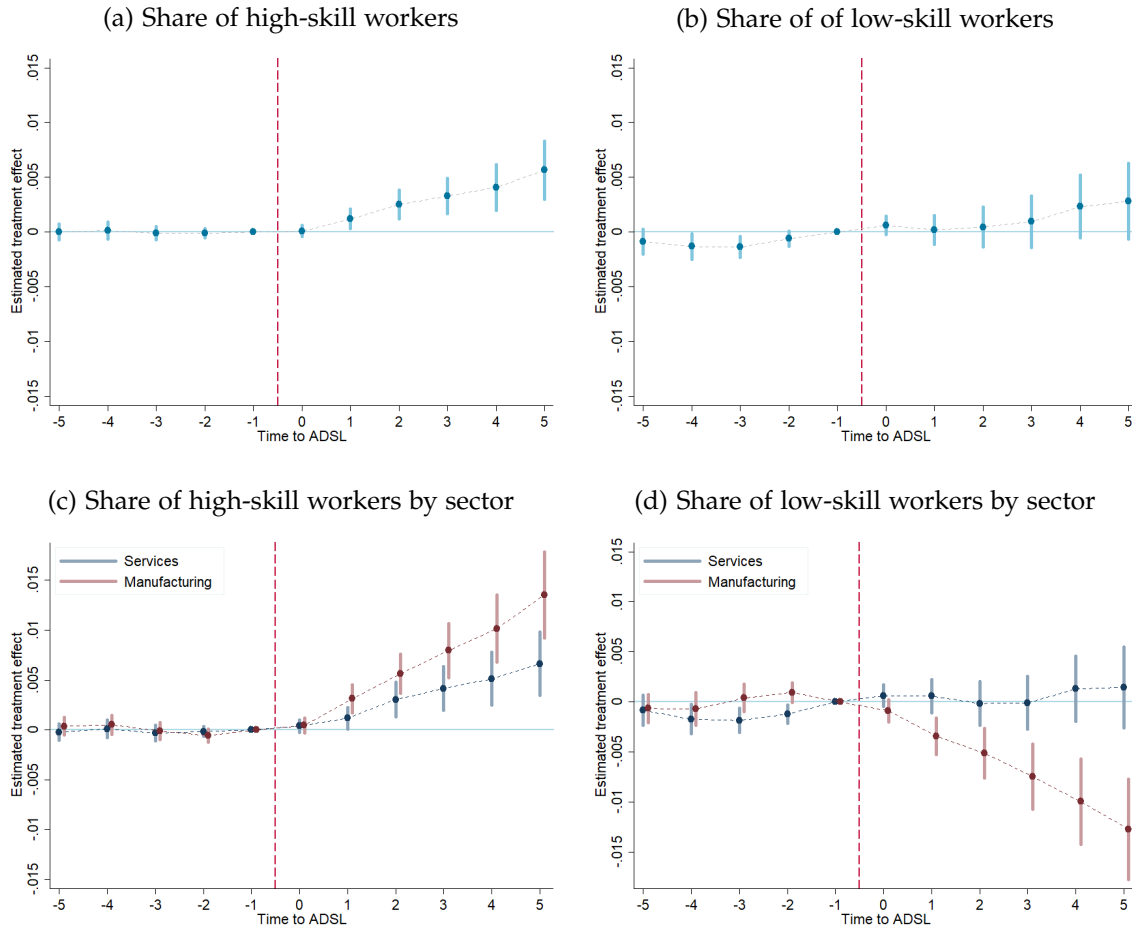 (a) Share of high-skill workers
Estimated treatment effect
.015
.01
.005
0
-.005
-.01
-.015
-5 -4 -3 -2 -1 0 1 2 3 4 5
Time to ADSL
(b) Share of of low-skill workers
Estimated treatment effect
.015
.01
.005
0
-.005
-.01
-.015
-5 -4 -3 -2 -1 0 1 2 3 4 5
Time to ADSL
(c) Share of high-skill workers by sector
Services
Manufacturing
Estimated treatment effect
.015
.01
.005
0
-.005
-.01
-.015
-5 -4 -3 -2 -1 0 1 2 3 4 5
Time to ADSL
(d) Share of low-skill workers by sector
Services
Manufacturing
Estimated treatment effect
.015
.01
.005
0
-.005
-.01
-.015
-5 -4 -3 -2 -1 0 1 2 3 4 5
Time to ADSL